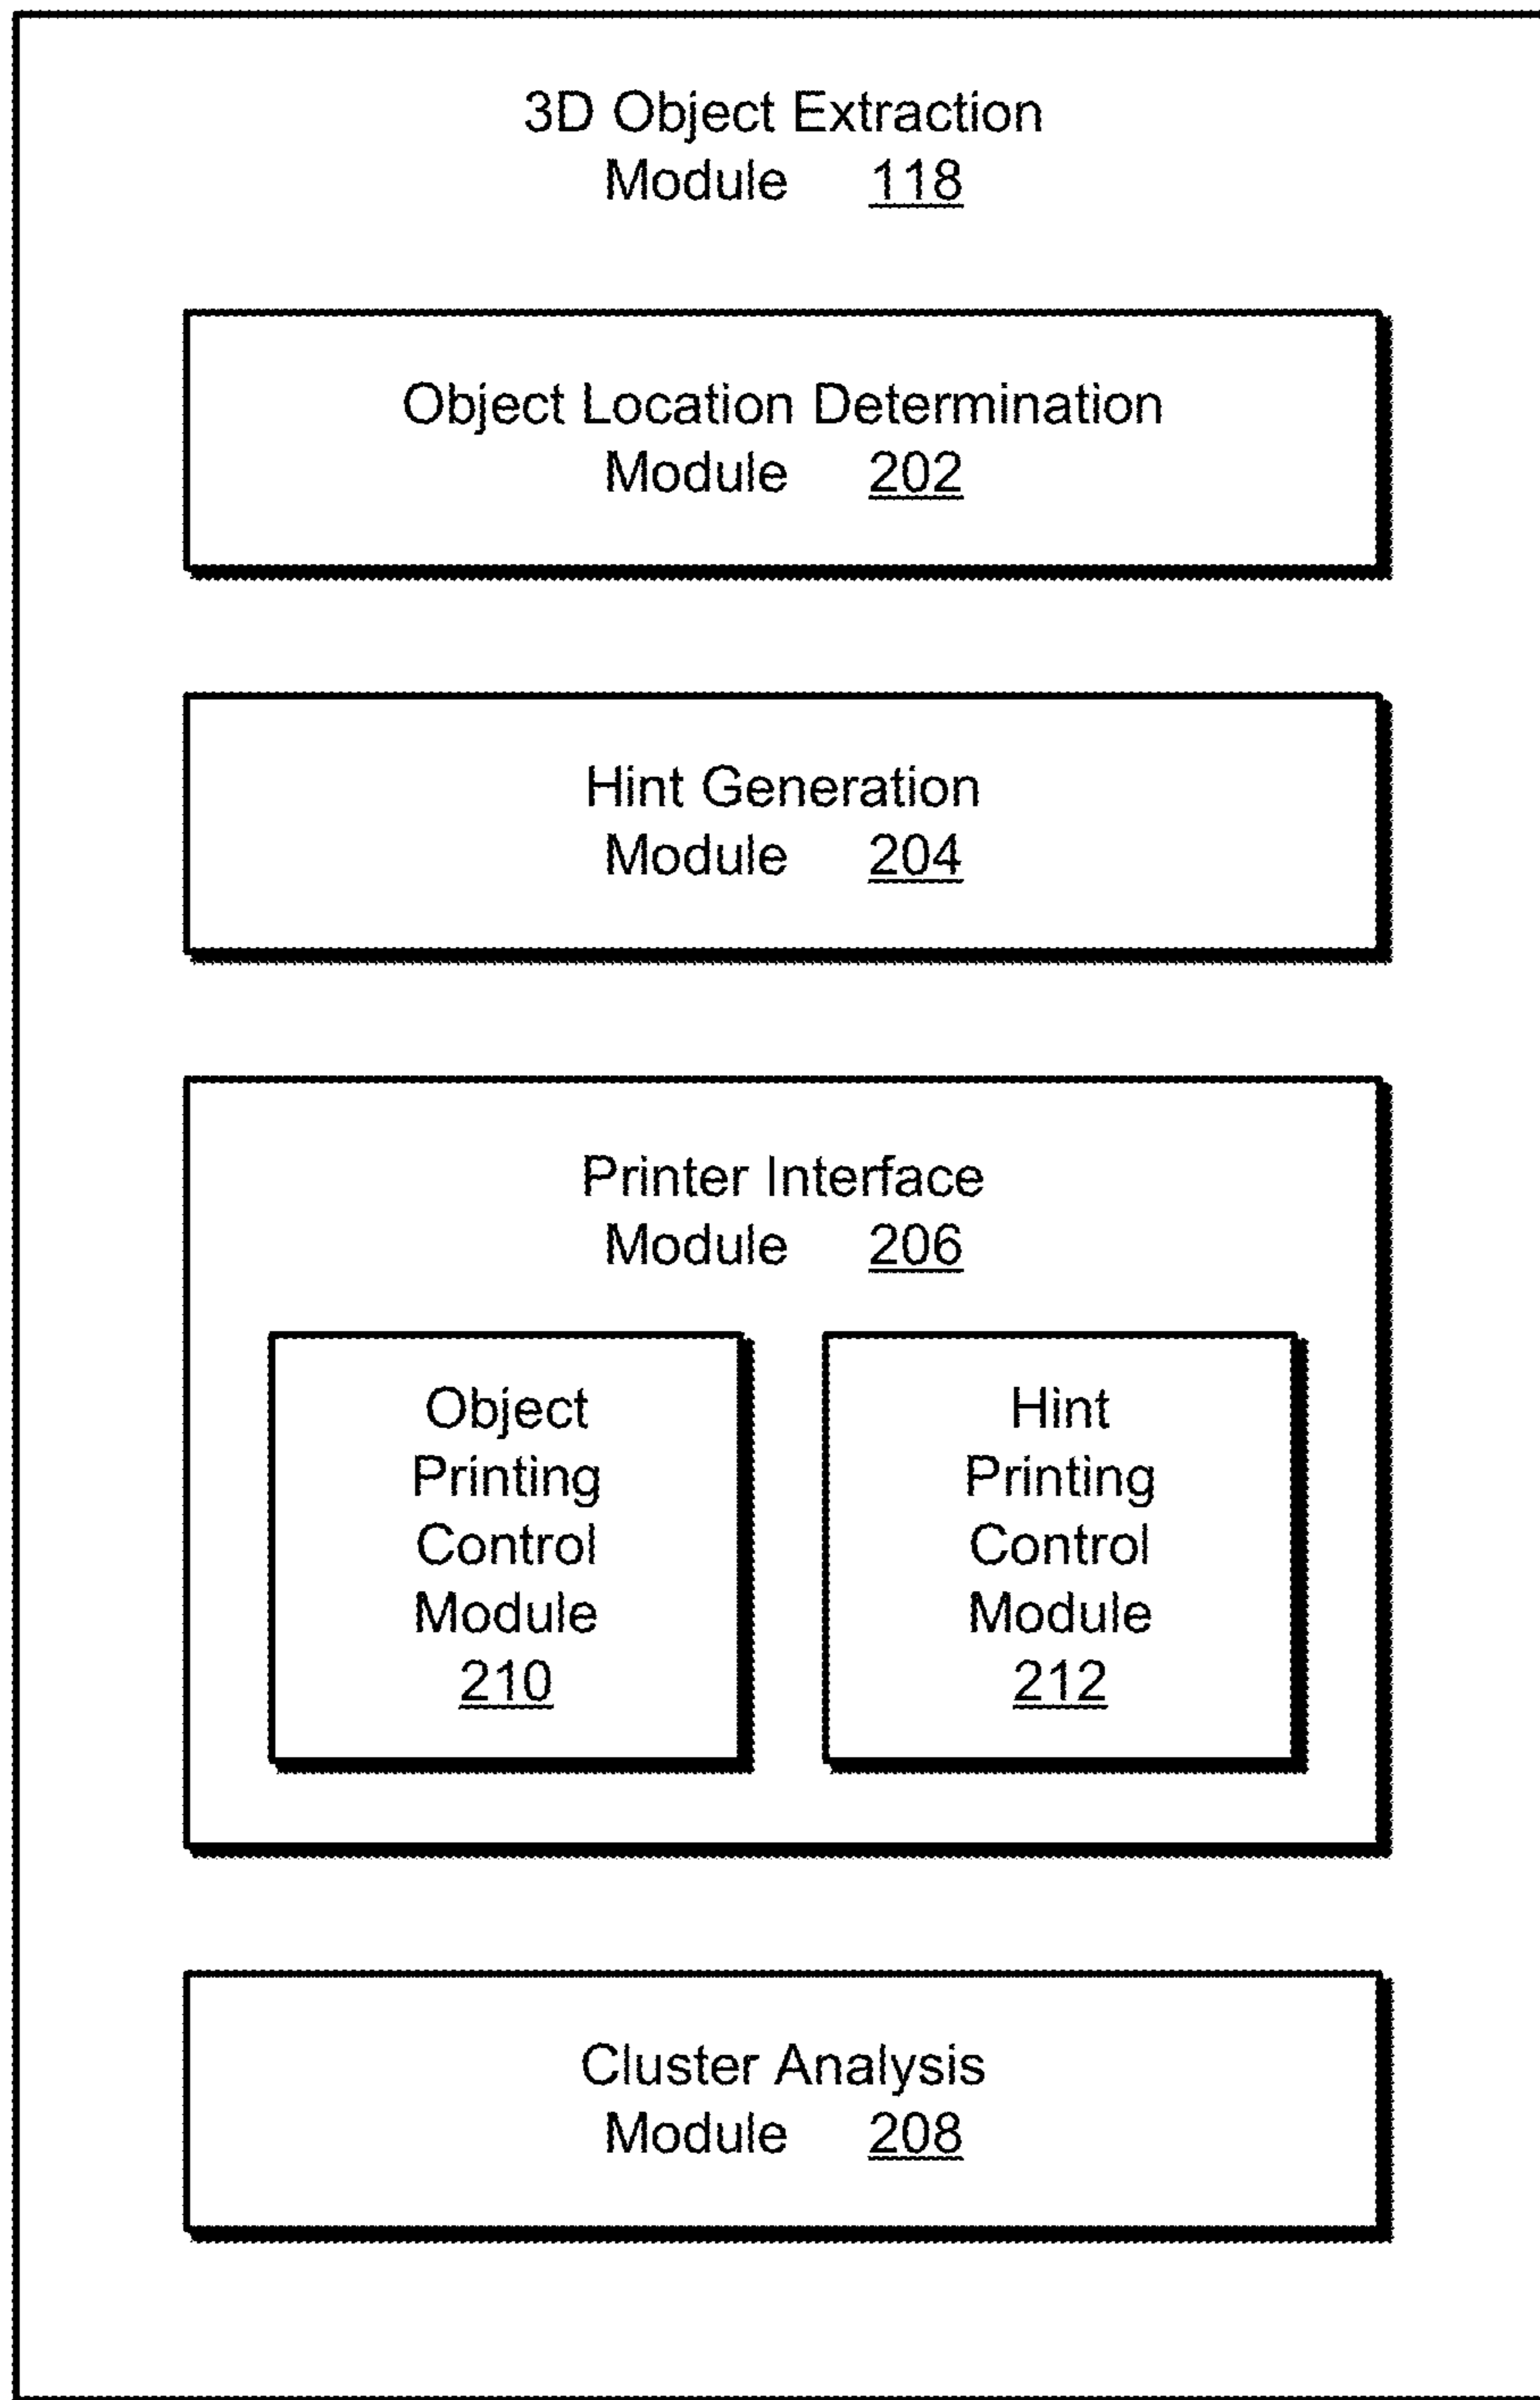 3D Object Extraction
Module 118
Object Location Determination
Module 202
Hint Generation
Module 204
Printer Interface
Module 206
Object
Printing
Control
Module
210
Hint
Printing
Control
Module
212
Cluster Analysis
Module 208